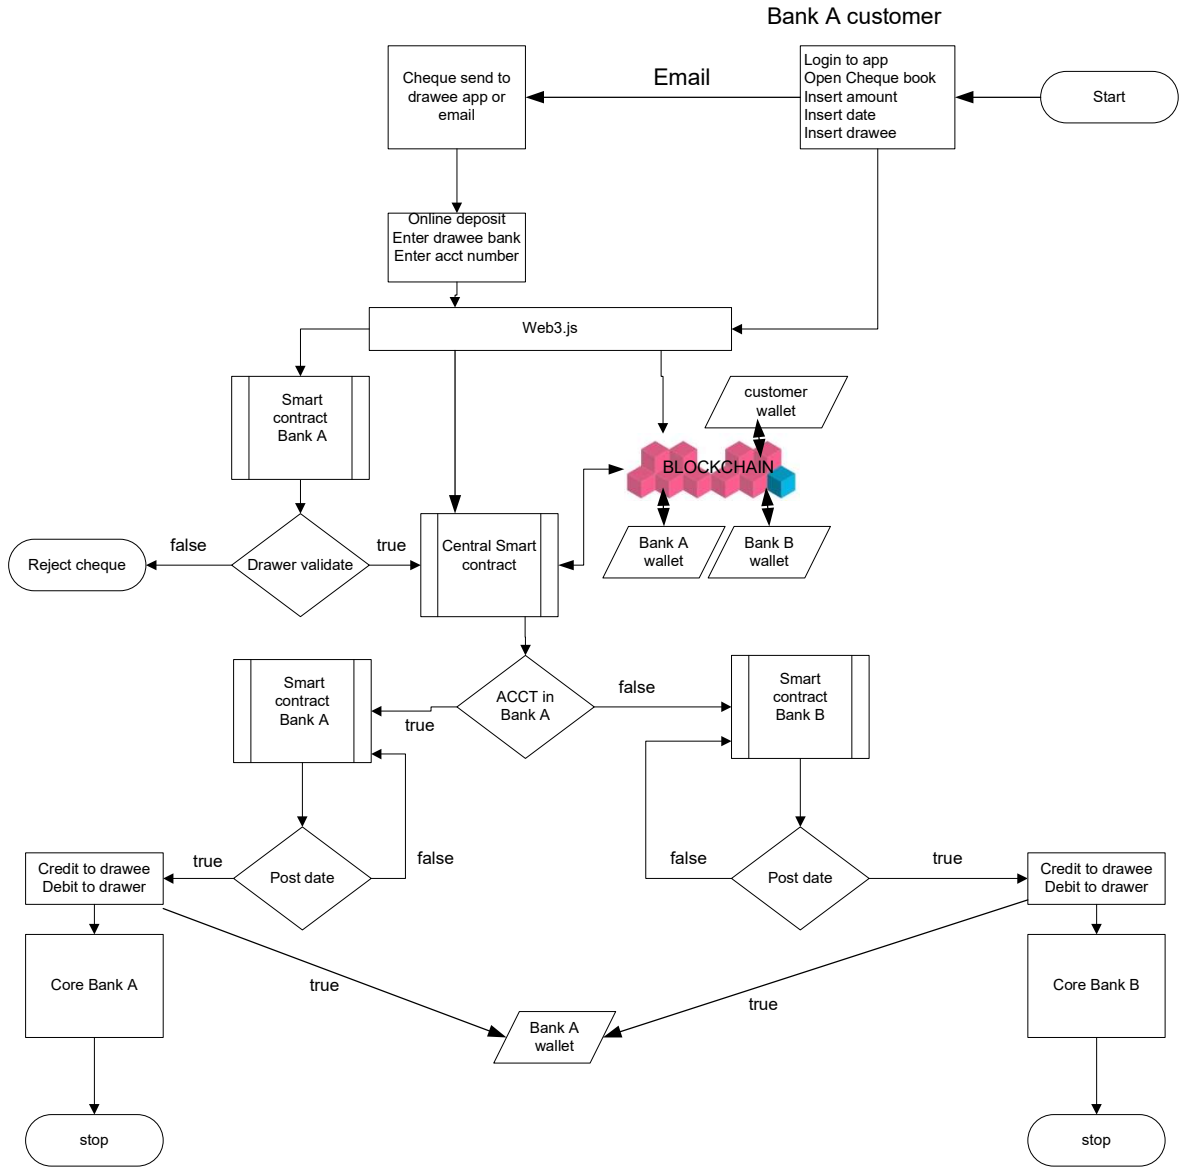 Bank A customer
Login to app
Open Cheque book
Insert amount
Insert date
Insert drawee
Start
Email
Cheque send to
drawee app or
email
Online deposit
Enter drawee bank
Enter acct number
Web3.js
Smart
contract
Bank A
customer
wallet
BLOCKCHAIN
Bank A
wallet
Bank B
wallet
Central Smart
contract
Drawer validate
false
true
Reject cheque
ACCT in
Bank A
true
false
Smart
contract
Bank A
Smart
contract
Bank B
Post date
true
false
Post date
false
true
Credit to drawee
Debit to drawer
Credit to drawee
Debit to drawer
Core Bank A
Core Bank B
true
true
Bank A
wallet
stop
stop